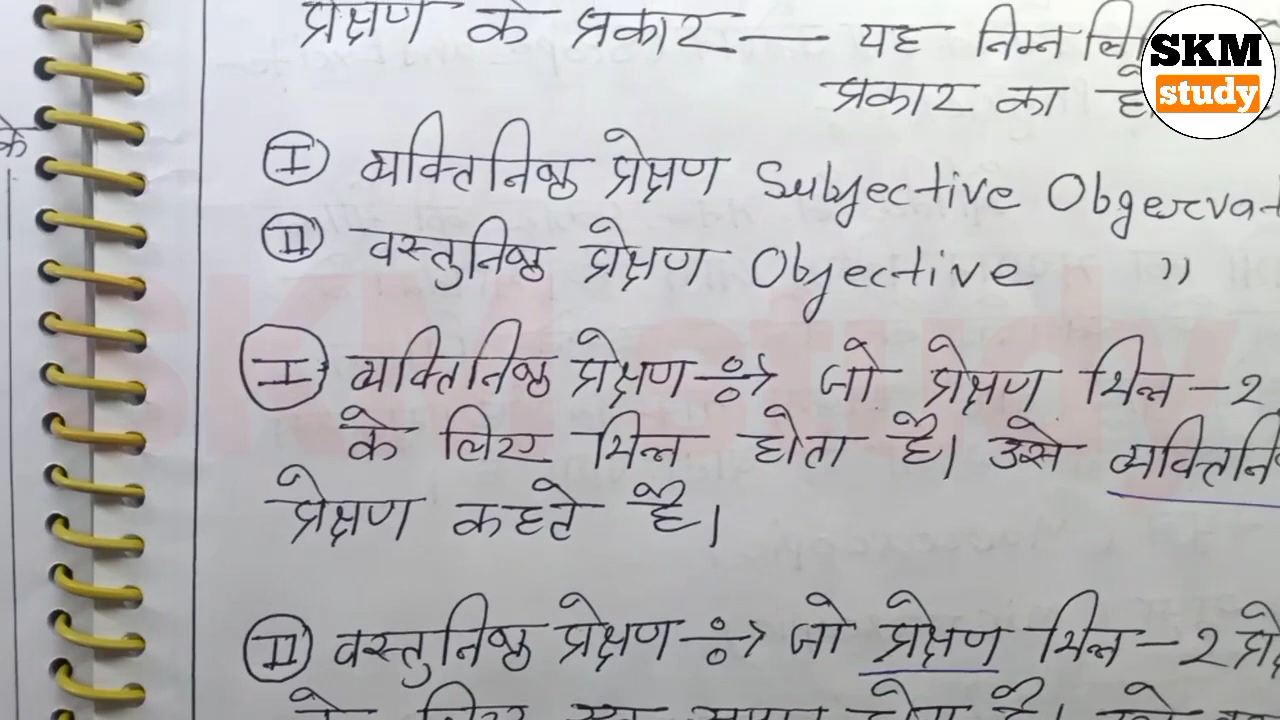 प्रेक्षण के प्रकार — यह निम्न
प्रकार का
SKM
study
के
I व्यक्तिनिष्ठ प्रेक्षण Subjective Obgervat
II वस्तुनिष्ठ प्रेक्षण Objective "
I व्यक्तिनिष्ठ प्रेक्षण ÷> जो प्रेक्षण भिन्न-2
के लिए भिन्न होता है। उसे व्यक्तिनि
प्रेक्षण कहते है।
II वस्तुनिष्ठ प्रेक्षण ÷> जो प्रेक्षण भिन्न-2 प्रे